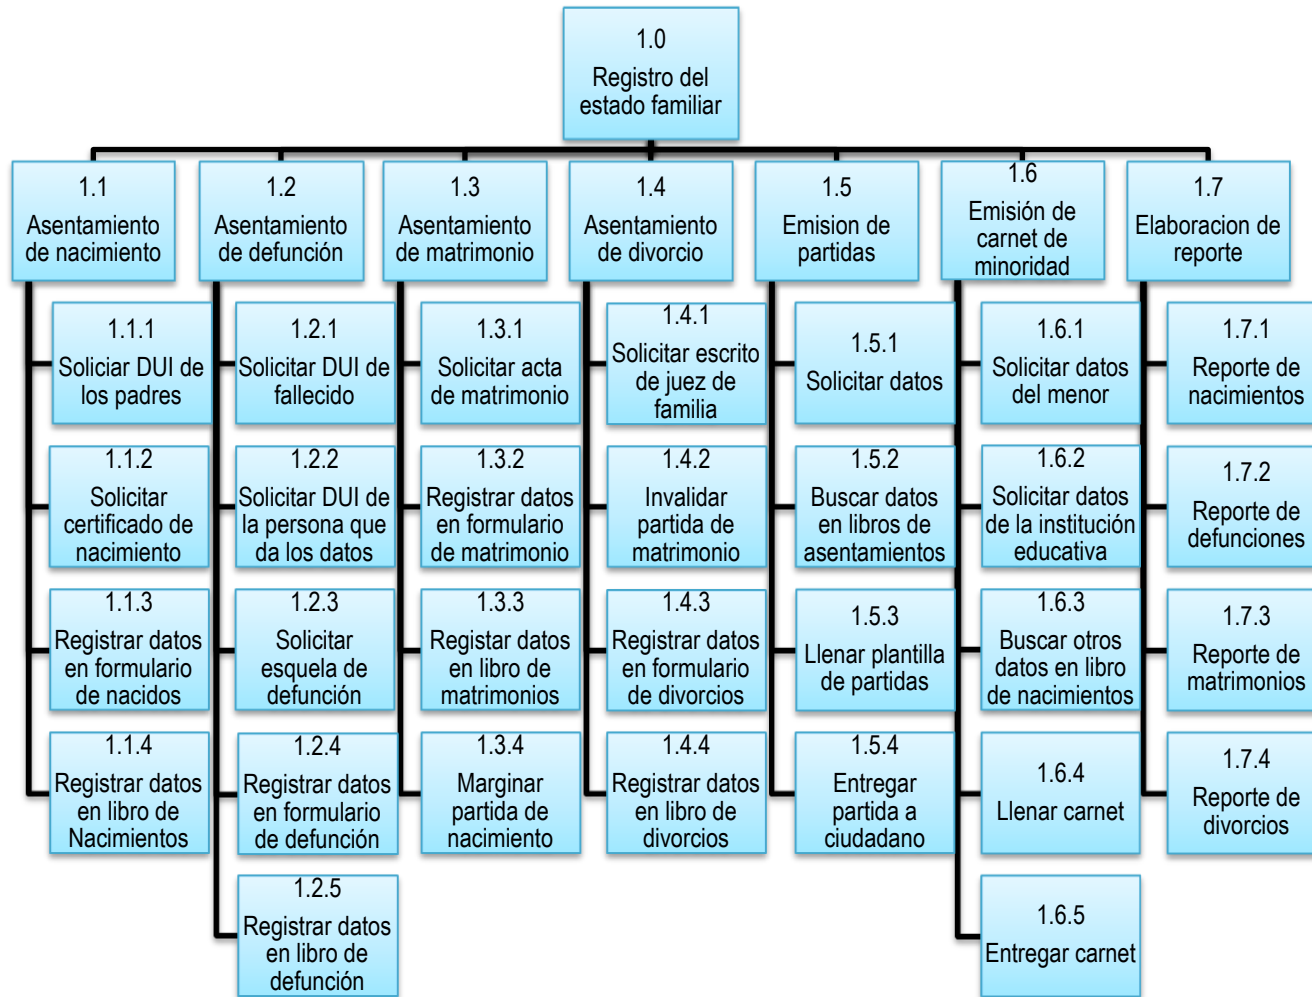 1.0
Registro del
estado familiar
1.1
Asentamiento
de nacimiento
1.2
Asentamiento
de defunción
1.3
Asentamiento
de matrimonio
1.4
Asentamiento
de divorcio
1.5
Emision de
partidas
1.6
Emisión de
carnet de
minoridad
1.7
Elaboracion de
reporte
1.1.1
Soliciar DUI de
los padres
1.1.2
Solicitar
certificado de
nacimiento
1.1.3
Registrar datos
en formulario
de nacidos
1.1.4
Registrar datos
en libro de
Nacimientos
1.2.1
Solicitar DUI de
fallecido
1.2.2
Solicitar DUI de
la persona que
da los datos
1.2.3
Solicitar
esquela de
defunción
1.2.4
Registrar datos
en formulario
de defunción
1.2.5
Registrar datos
en libro de
defunción
1.3.1
Solicitar acta
de matrimonio
1.3.2
Registrar datos
en formulario
de matrimonio
1.3.3
Registar datos
en libro de
matrimonios
1.3.4
Marginar
partida de
nacimiento
1.4.1
Solicitar escrito
de juez de
familia
1.4.2
Invalidar
partida de
matrimonio
1.4.3
Registrar datos
en formulario
de divorcios
1.4.4
Registrar datos
en libro de
divorcios
1.5.1
Solicitar datos
1.5.2
Buscar datos
en libros de
asentamientos
1.5.3
Llenar plantilla
de partidas
1.5.4
Entregar
partida a
ciudadano
1.6.1
Solicitar datos
del menor
1.6.2
Solicitar datos
de la institución
educativa
1.6.3
Buscar otros
datos en libro
de nacimientos
1.6.4
Llenar carnet
1.6.5
Entregar carnet
1.7.1
Reporte de
nacimientos
1.7.2
Reporte de
defunciones
1.7.3
Reporte de
matrimonios
1.7.4
Reporte de
divorcios